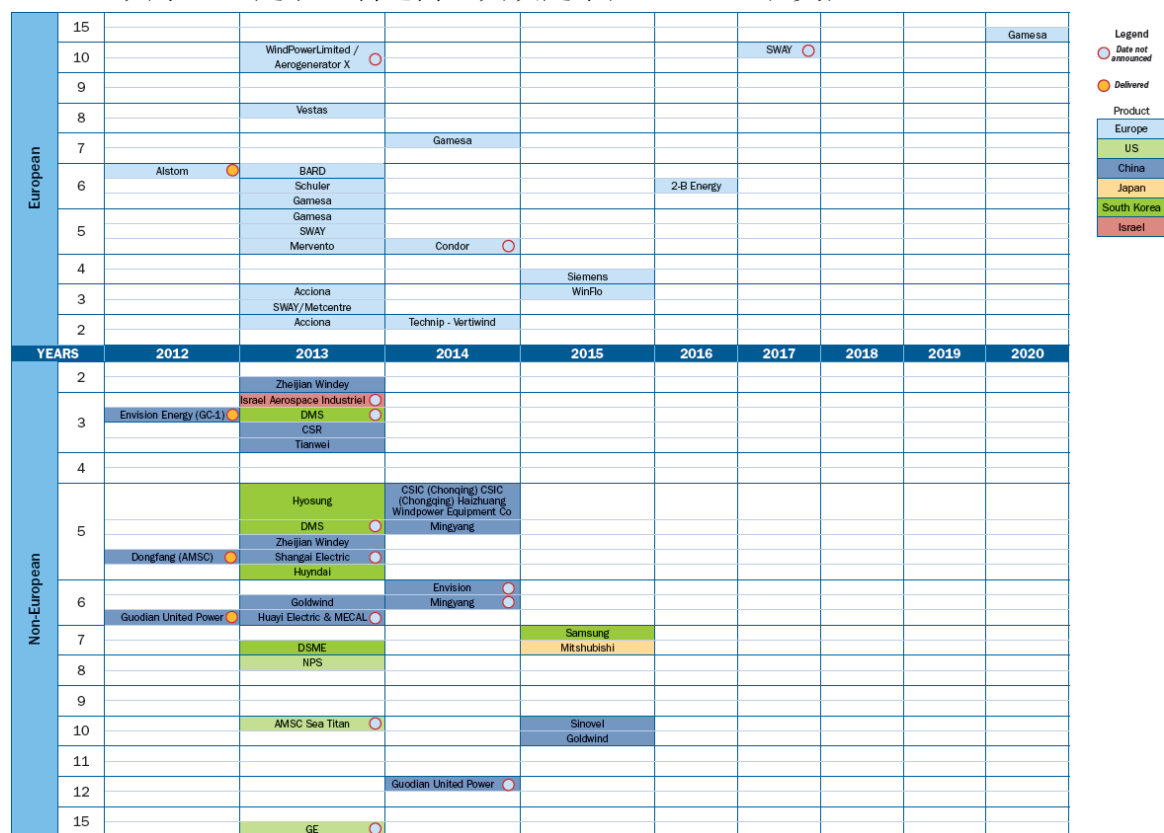 15
Gamesa
Legend
10
WindPowerLimited /
Aerogenerator X
SWAY
Date not
announced
9
Delivered
8
Vestas
Product
7
Gamesa
Europe
US
European
6
Alstom
BARD
China
Schuler
2-B Energy
Japan
Gamesa
South Korea
5
Gamesa
SWAY
Israel
Mervento
Condor
4
Siemens
3
Acciona
WinFlo
SWAY/Metcentre
2
Acciona
Technip - Vertiwind
YEARS 2012 2013 2014 2015 2016 2017 2018 2019 2020
2
Zheijian Windey
3
Israel Aerospace Industriel
Envision Energy (GC-1)
DMS
CSR
Tianwei
4
Non-European
5
Hyosung
CSIC (Chonqing) CSIC
(Chongqing) Haizhuang
Windpower Equipment Co
DMS
Mingyang
Zheijian Windey
Dongfang (AMSC)
Shangai Electric
Huyndai
6
Envision
Goldwind
Mingyang
Guodian United Power
Huayi Electric & MECAL
7
Samsung
DSME
Mitshubishi
8
NPS
9
10
AMSC Sea Titan
Sinovel
Goldwind
11
12
Guodian United Power
15
GE